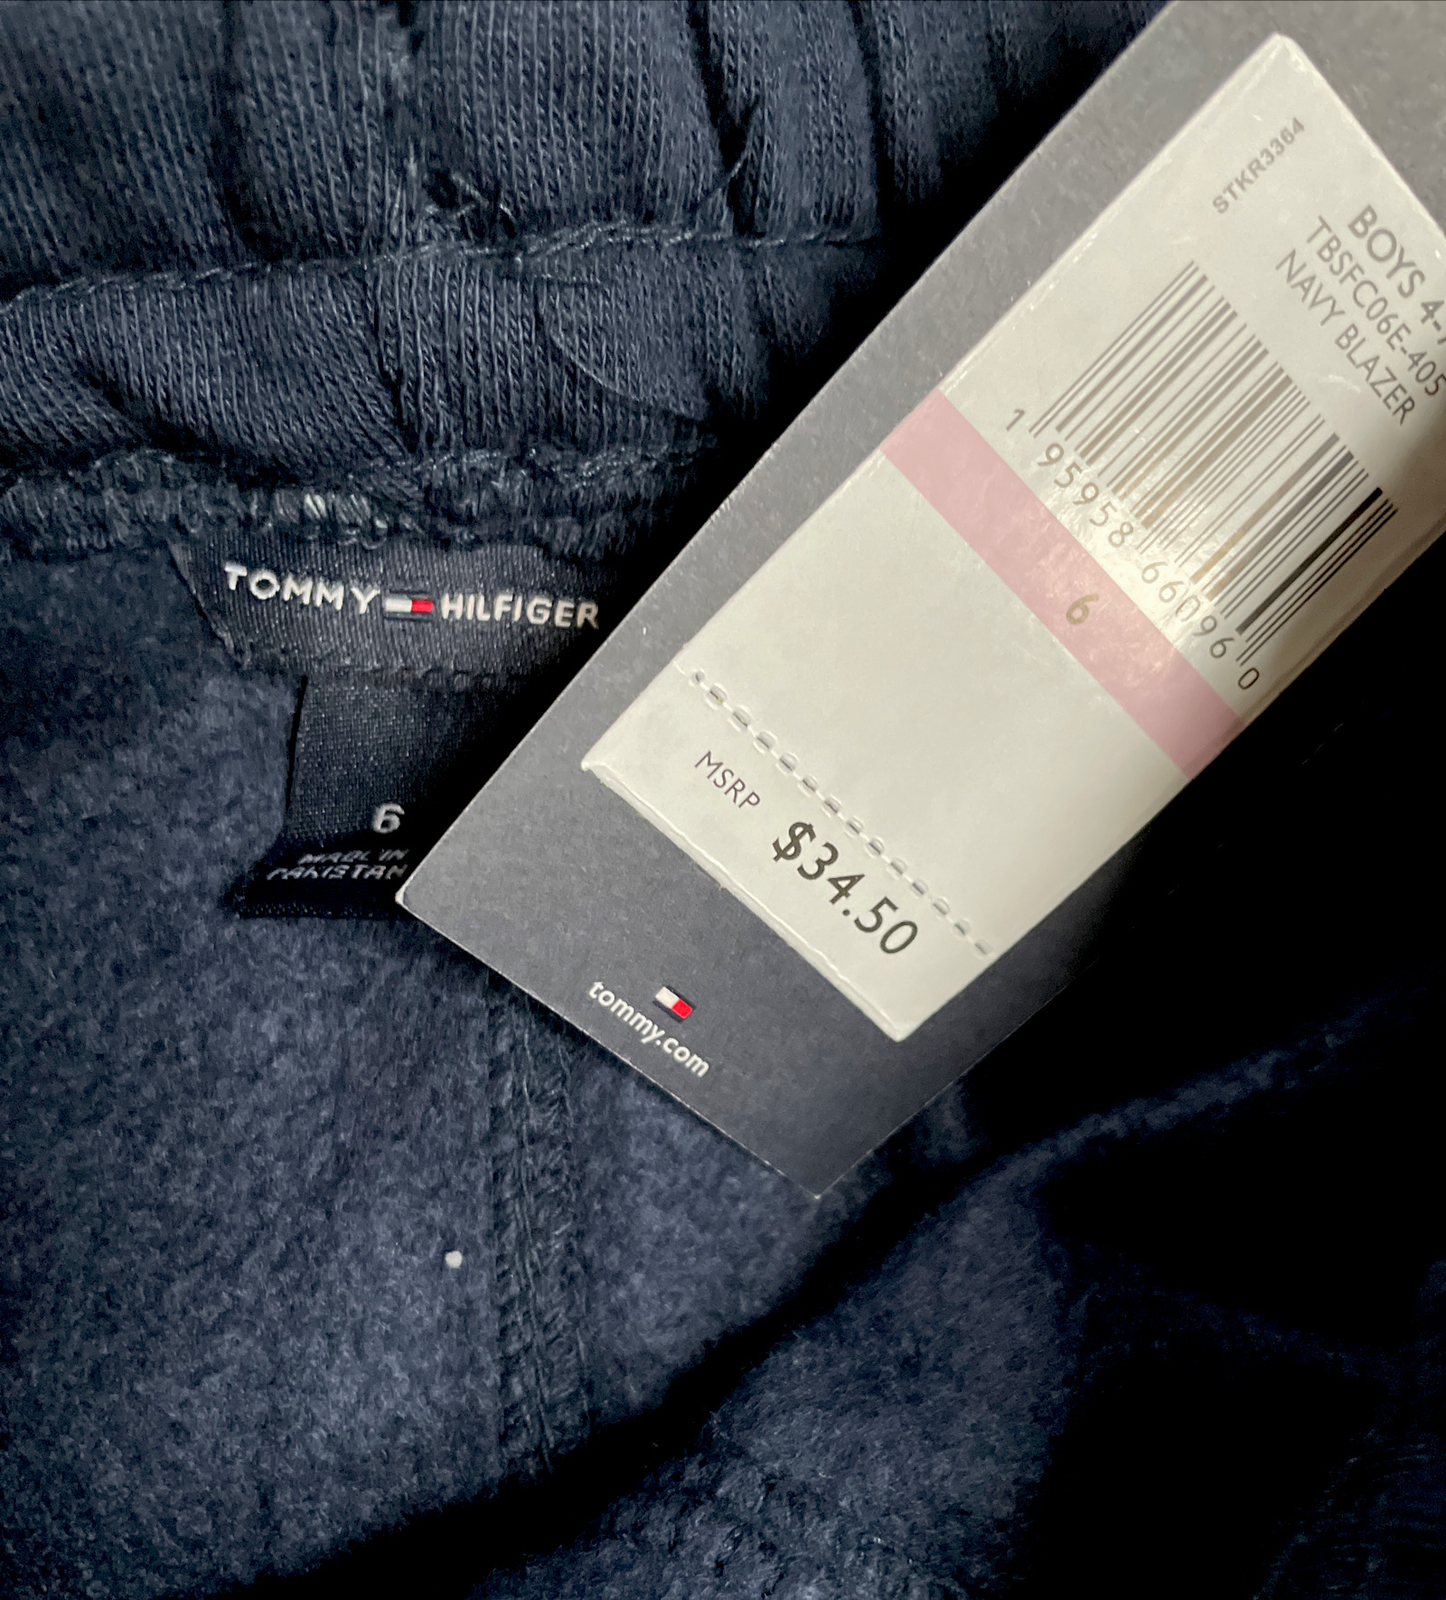 TOMMY HILFIGER
6
MADE IN
PAKISTAN
STKR3364
BOYS 4-7
TBSFC06E-405
NAVY BLAZER
1 95958 66096 0
6
MSRP
$34.50
tommy.com